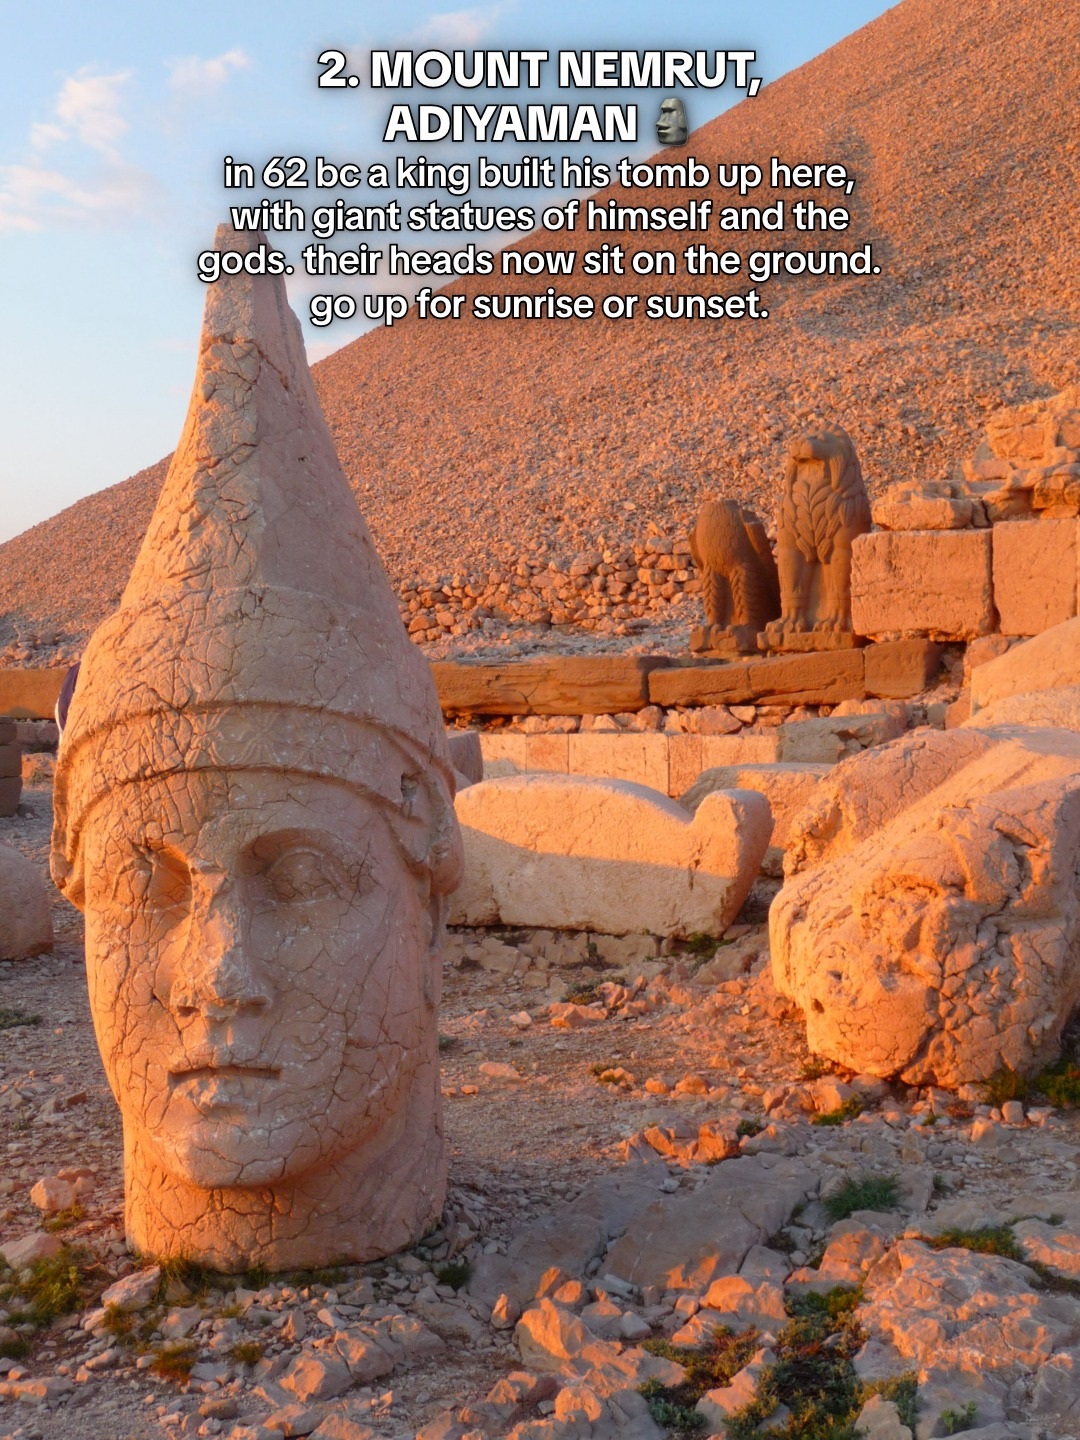 2. MOUNT NEMRUT,
ADIYAMAN 🗿
in 62 bc a king built his tomb up here,
with giant statues of himself and the
gods. their heads now sit on the ground.
go up for sunrise or sunset.